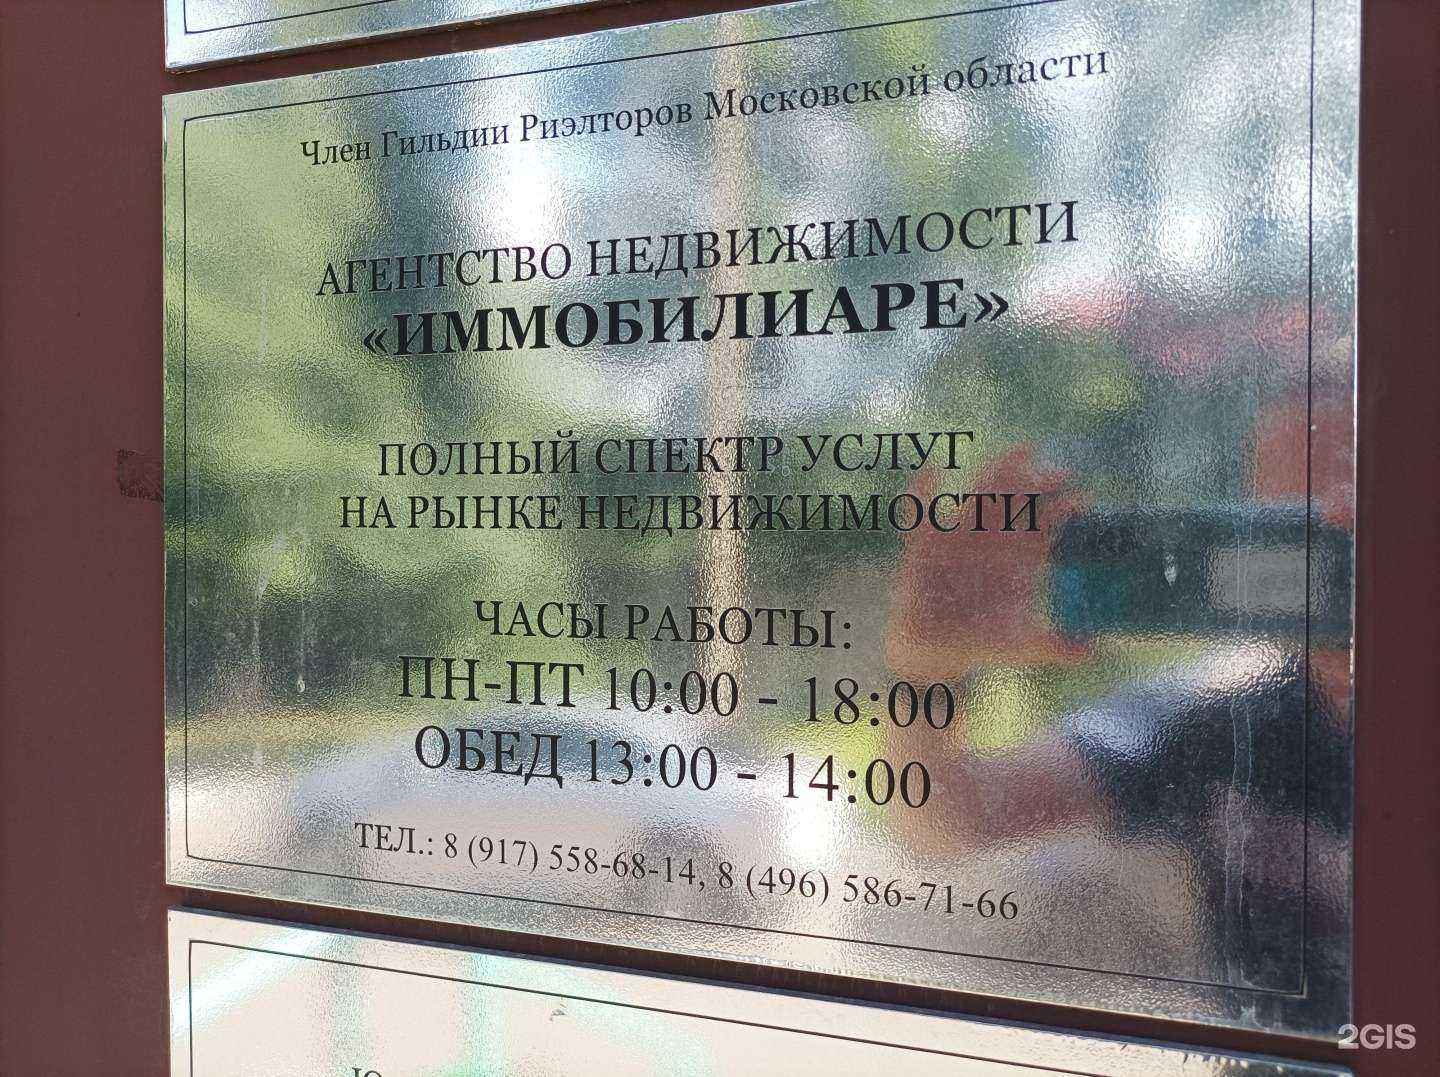 Член Гильдии Риэлторов Московской области
АГЕНТСТВО НЕДВИЖИМОСТИ
«ИММОБИЛИАРЕ»
ПОЛНЫЙ СПЕКТР УСЛУГ
НА РЫНКЕ НЕДВИЖИМОСТИ
ЧАСЫ РАБОТЫ:
ПН-ПТ 10:00 - 18:00
ОБЕД 13:00 - 14:00
ТЕЛ.: 8 (917) 558-68-14, 8 (496) 586-71-66
2GIS